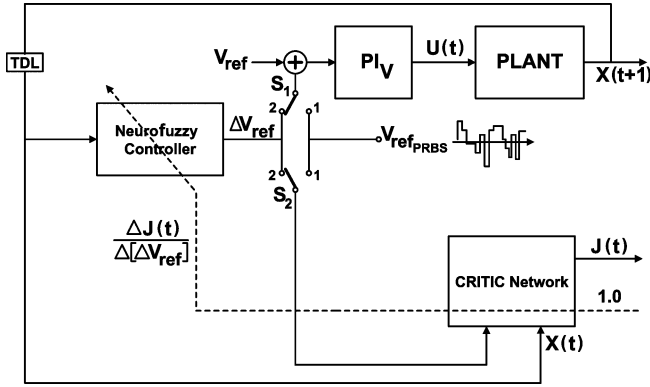 TDL
V_ref
PI_V
U(t)
PLANT
X(t+1)
S_1
2
1
Neurofuzzy
Controller
ΔV_ref
V_ref_PRBS
2
1
S_2
ΔJ(t)
Δ[ΔV_ref]
CRITIC Network
J(t)
1.0
X(t)